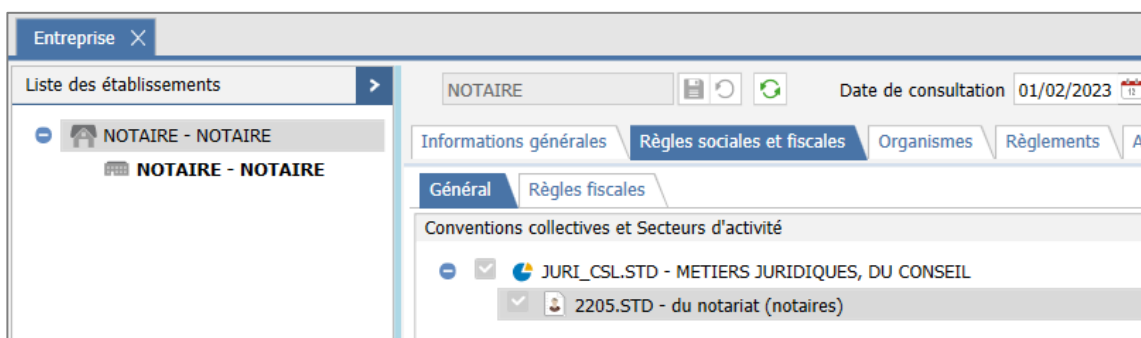 Entreprise
Liste des établissements
NOTAIRE
Date de consultation 01/02/2023
NOTAIRE - NOTAIRE
NOTAIRE - NOTAIRE
Informations générales Règles sociales et fiscales Organismes Règlements A
Général Règles fiscales
Conventions collectives et Secteurs d'activité
JURI_CSL.STD - METIERS JURIDIQUES, DU CONSEIL
2205.STD - du notariat (notaires)